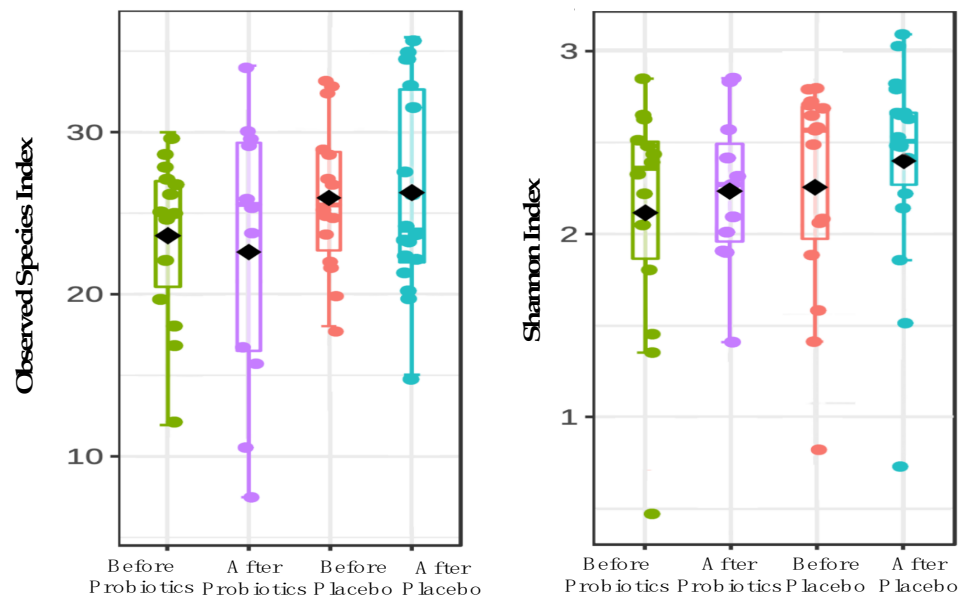 Observed Species Index
30
20
10
Before Probiotics
After Probiotics
Before Placebo
After Placebo
Shannon Index
3
2
1
Before Probiotics
After Probiotics
Before Placebo
After Placebo